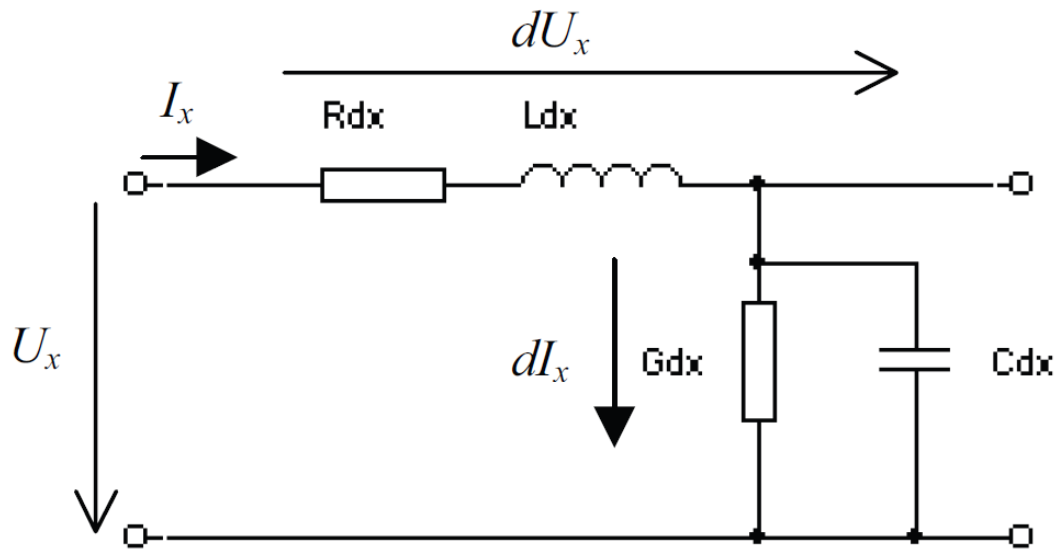 dUₓ
Iₓ
Rdx Ldx
Uₓ
dIₓ Gdx Cdx